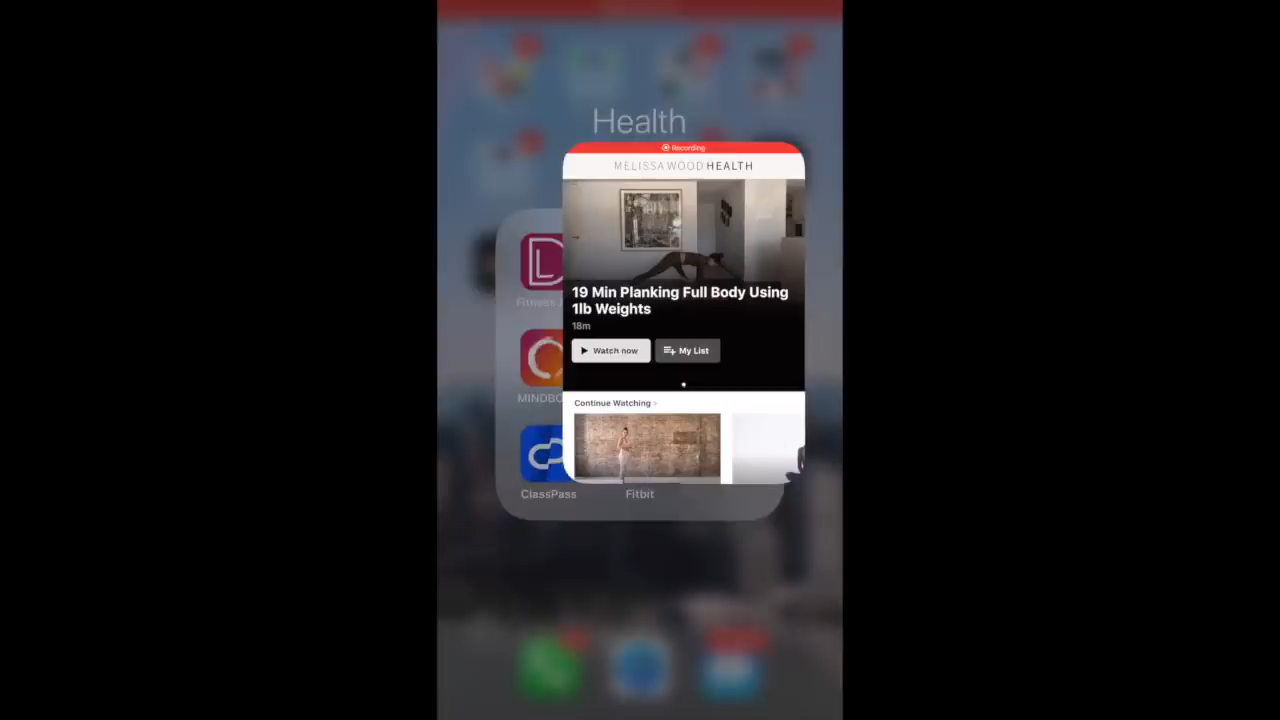 Health
Recording
MELISSA WOOD HEALTH
19 Min Planking Full Body Using
1lb Weights
18m
Watch now
My List
Continue Watching
MINDBO
ClassPass
Fitbit